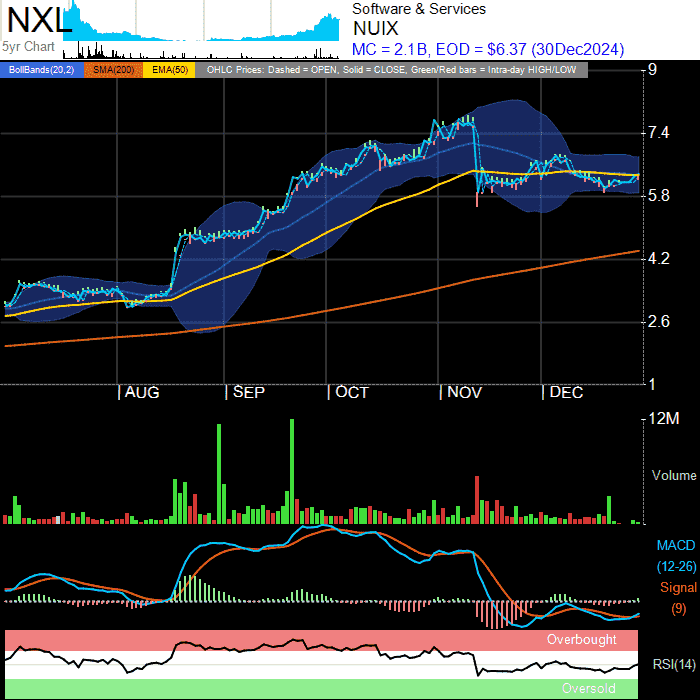 NXL
Software & Services
NUIX
5yr Chart
MC = 2.1B, EOD = $6.37 (30Dec2024)
BollBands(20,2) SMA(200) EMA(50) OHLC Prices: Dashed = OPEN, Solid = CLOSE, Green/Red bars = Intra-day HIGH/LOW
9
7.4
5.8
4.2
2.6
1
AUG SEP OCT NOV DEC
12M
Volume
MACD
(12-26)
Signal
(9)
Overbought
RSI(14)
Oversold